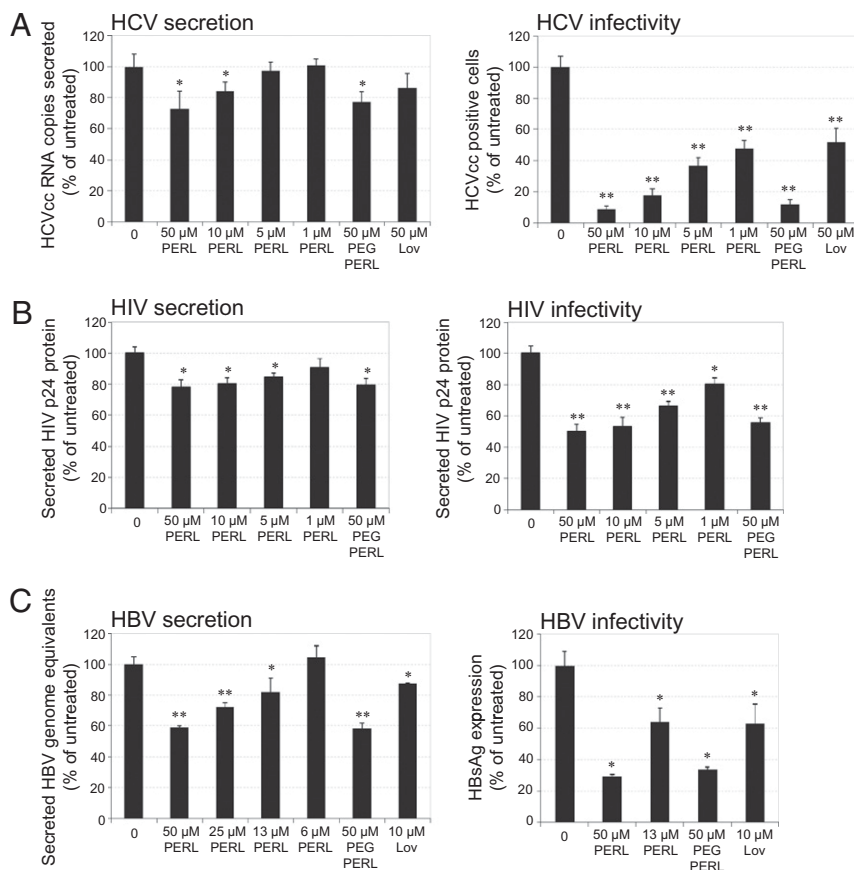 A
HCV secretion
HCVcc RNA copies secreted
(% of untreated)
120
100
80
60
40
20
0
*
*
*
0
50 µM
PERL
10 µM
PERL
5 µM
PERL
1 µM
PERL
50 µM
PEG
PERL
50 µM
Lov
HCV infectivity
HCVcc positive cells
(% of untreated)
120
100
80
60
40
20
0
**
**
**
**
**
**
0
50 µM
PERL
10 µM
PERL
5 µM
PERL
1 µM
PERL
50 µM
PEG
PERL
50 µM
Lov
B
HIV secretion
Secreted HIV p24 protein
(% of untreated)
120
100
80
60
40
20
0
*
*
*
*
0
50 µM
PERL
10 µM
PERL
5 µM
PERL
1 µM
PERL
50 µM
PEG
PERL
HIV infectivity
Secreted HIV p24 protein
(% of untreated)
120
100
80
60
40
20
0
**
**
**
*
**
0
50 µM
PERL
10 µM
PERL
5 µM
PERL
1 µM
PERL
50 µM
PEG
PERL
C
HBV secretion
Secreted HBV genome equivalents
(% of untreated)
120
100
80
60
40
20
0
**
**
*
**
*
0
50 µM
PERL
25 µM
PERL
13 µM
PERL
6 µM
PERL
50 µM
PEG
PERL
10 µM
Lov
HBV infectivity
HBsAg expression
(% of untreated)
120
100
80
60
40
20
0
*
*
*
*
0
50 µM
PERL
13 µM
PERL
50 µM
PEG
PERL
10 µM
Lov